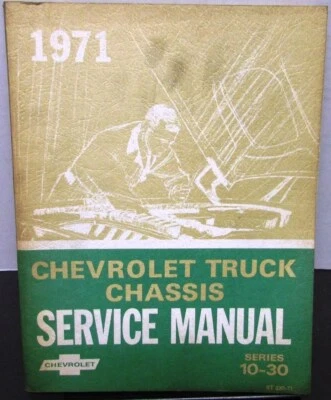 1971
CHEVROLET TRUCK
CHASSIS
SERVICE MANUAL
CHEVROLET
SERIES
10-30